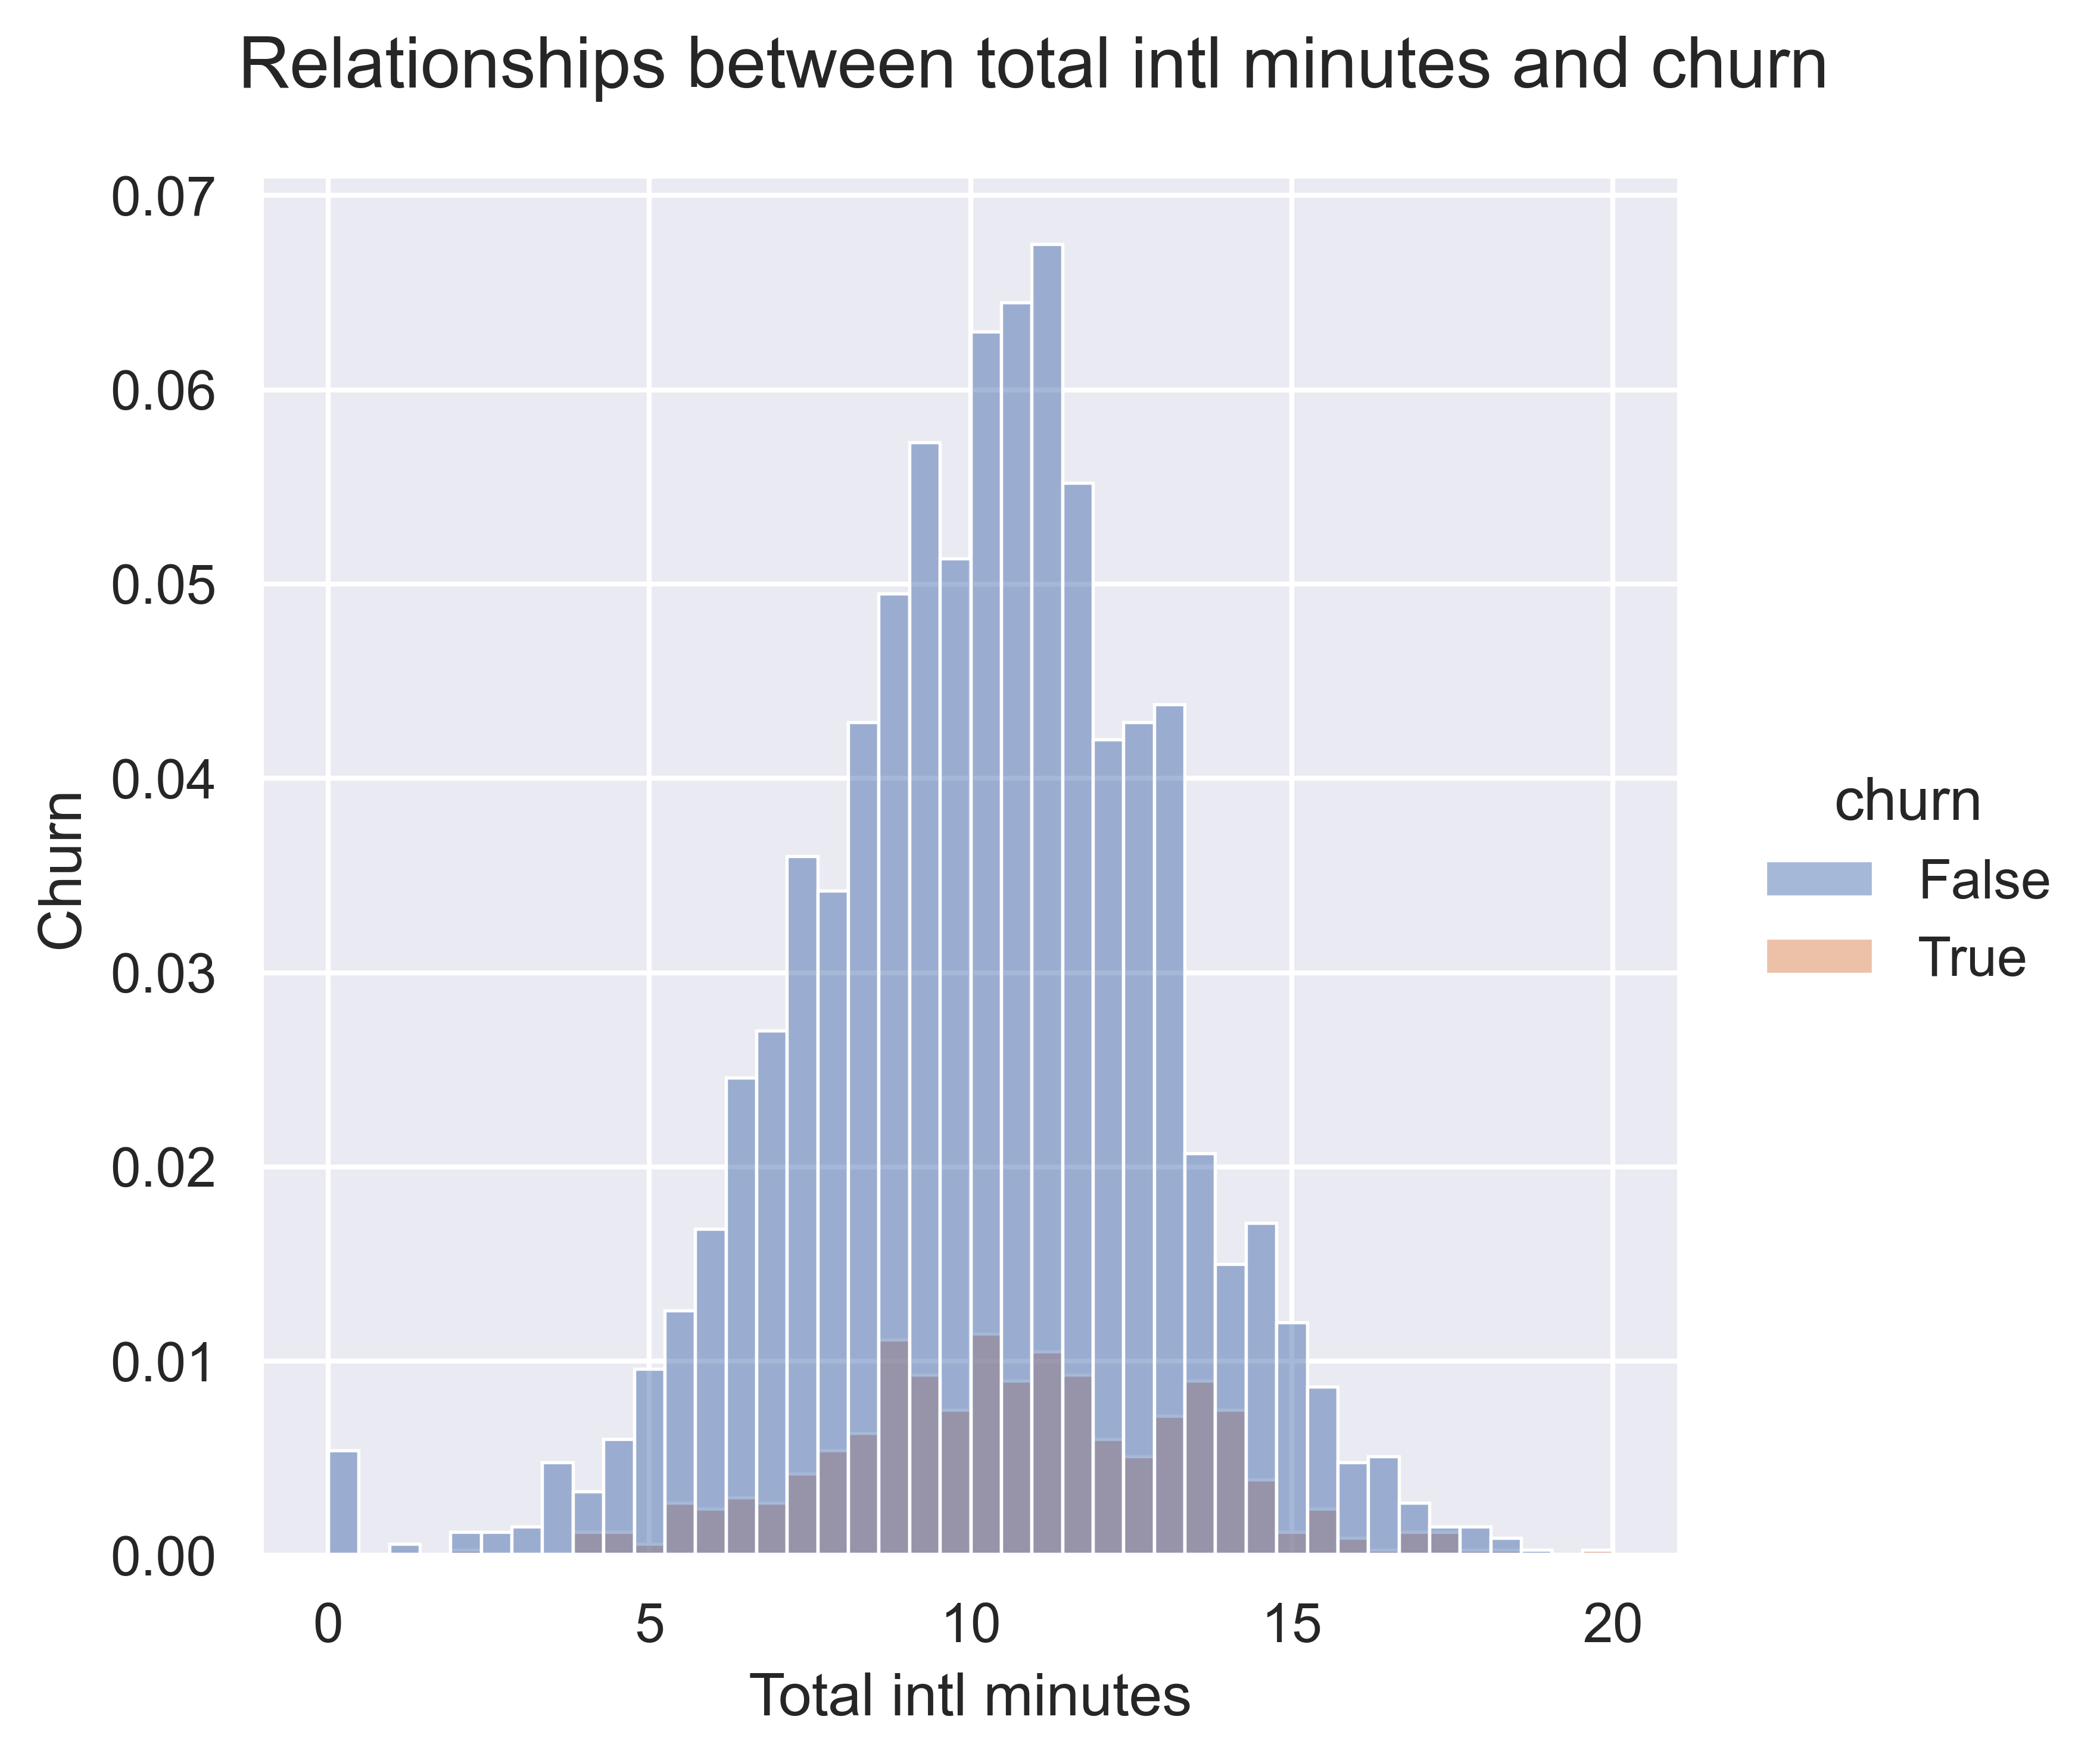 Relationships between total intl minutes and churn
0.07
0.06
0.05
0.04
0.03
0.02
0.01
0.00
Churn
0 5 10 15 20
Total intl minutes
churn
False
True